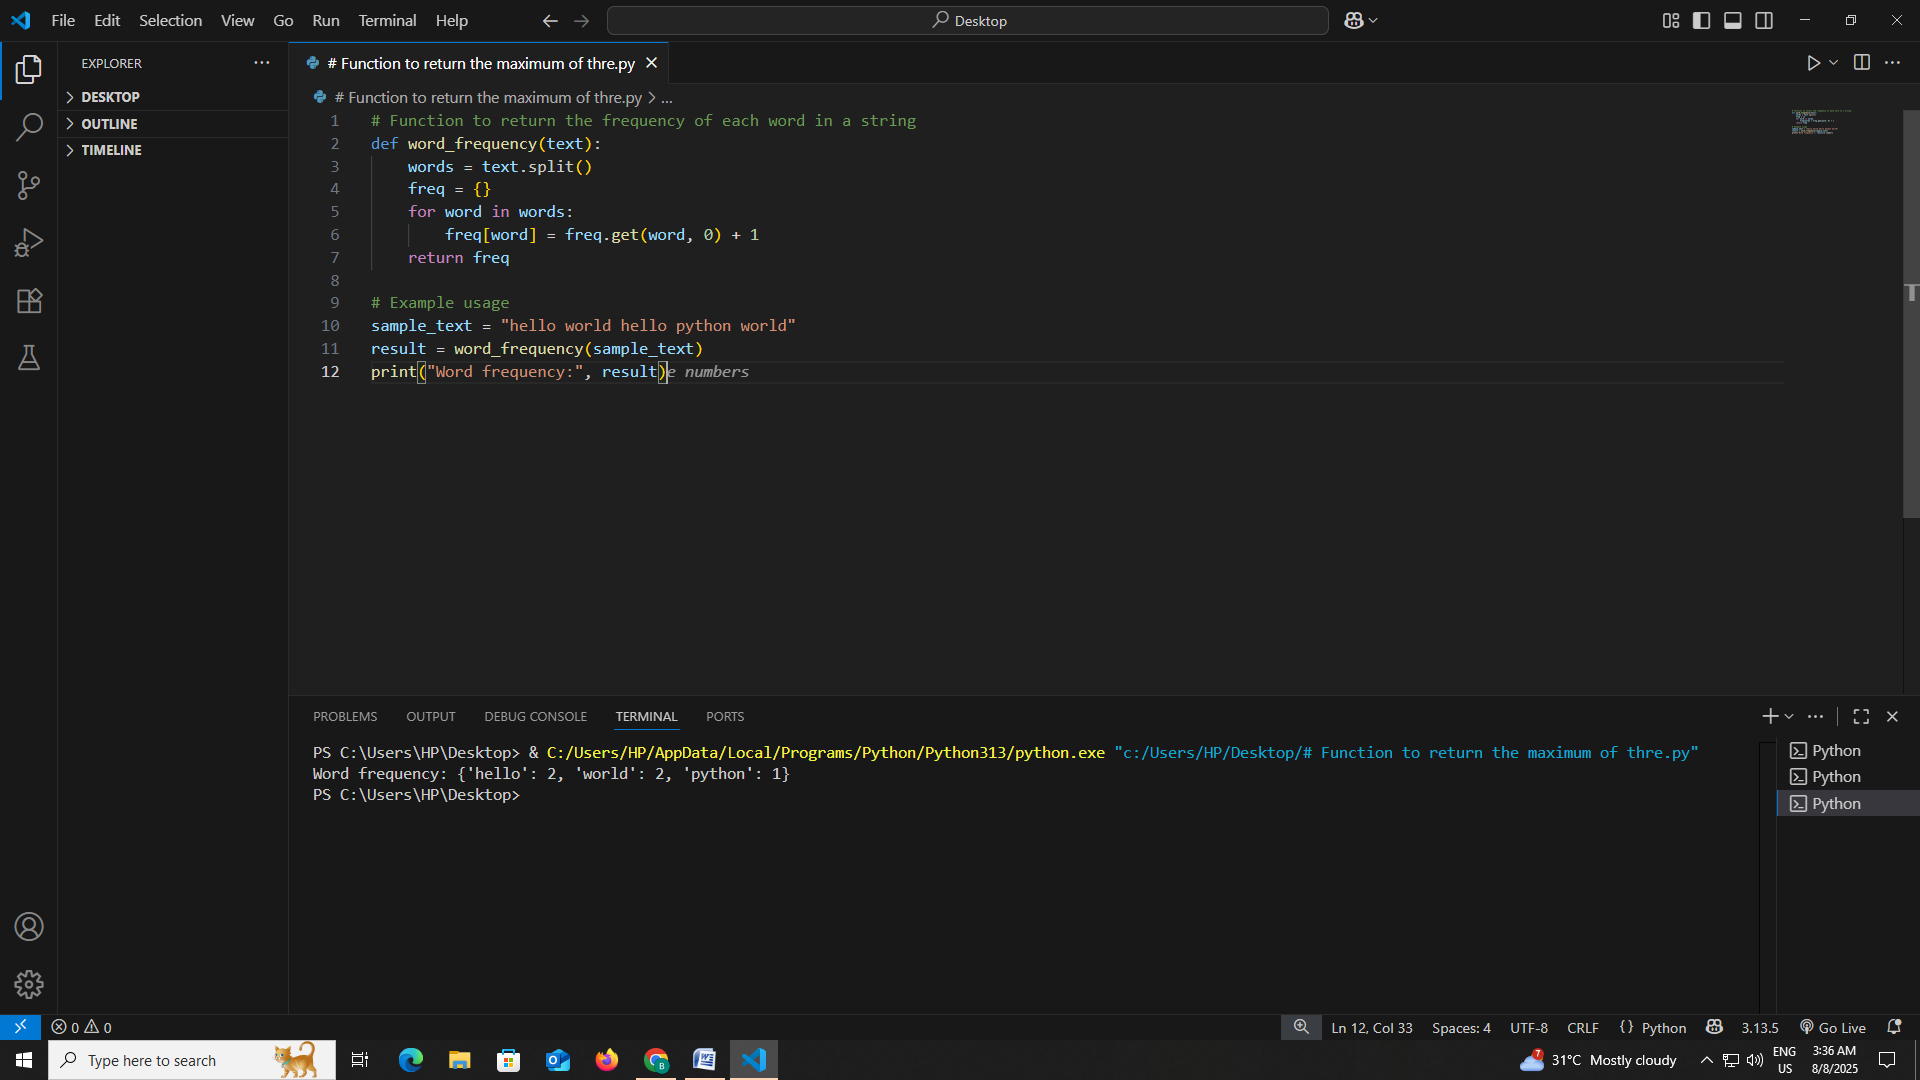 File Edit Selection View Go Run Terminal Help
Desktop
EXPLORER
DESKTOP
OUTLINE
TIMELINE
# Function to return the maximum of thre.py
# Function to return the maximum of thre.py > ...
1 # Function to return the frequency of each word in a string
2 def word_frequency(text):
3 words = text.split()
4 freq = {}
5 for word in words:
6 freq[word] = freq.get(word, 0) + 1
7 return freq
8
9 # Example usage
10 sample_text = "hello world hello python world"
11 result = word_frequency(sample_text)
12 print("Word frequency:", result)e numbers
PROBLEMS OUTPUT DEBUG CONSOLE TERMINAL PORTS
PS C:\Users\HP\Desktop> & C:/Users/HP/AppData/Local/Programs/Python/Python313/python.exe "c:/Users/HP/Desktop/# Function to return the maximum of thre.py"
Word frequency: {'hello': 2, 'world': 2, 'python': 1}
PS C:\Users\HP\Desktop>
Python
Python
Python
0 0
Ln 12, Col 33 Spaces: 4 UTF-8 CRLF {} Python 3.13.5 Go Live
Type here to search
7 31°C Mostly cloudy
ENG
US
3:36 AM
8/8/2025